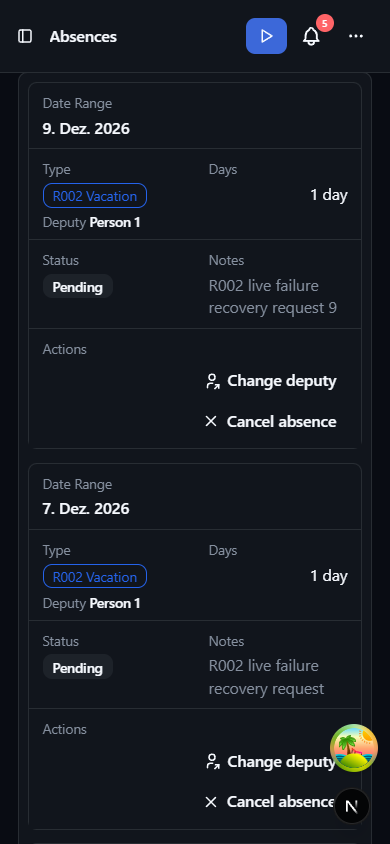 Absences
5
Date Range
9. Dez. 2026
Type
Days
R002 Vacation
1 day
Deputy Person 1
Status
Notes
Pending
R002 live failure
recovery request 9
Actions
Change deputy
Cancel absence
Date Range
7. Dez. 2026
Type
Days
R002 Vacation
1 day
Deputy Person 1
Status
Notes
Pending
R002 live failure
recovery request
Actions
Change deputy
Cancel absence
N